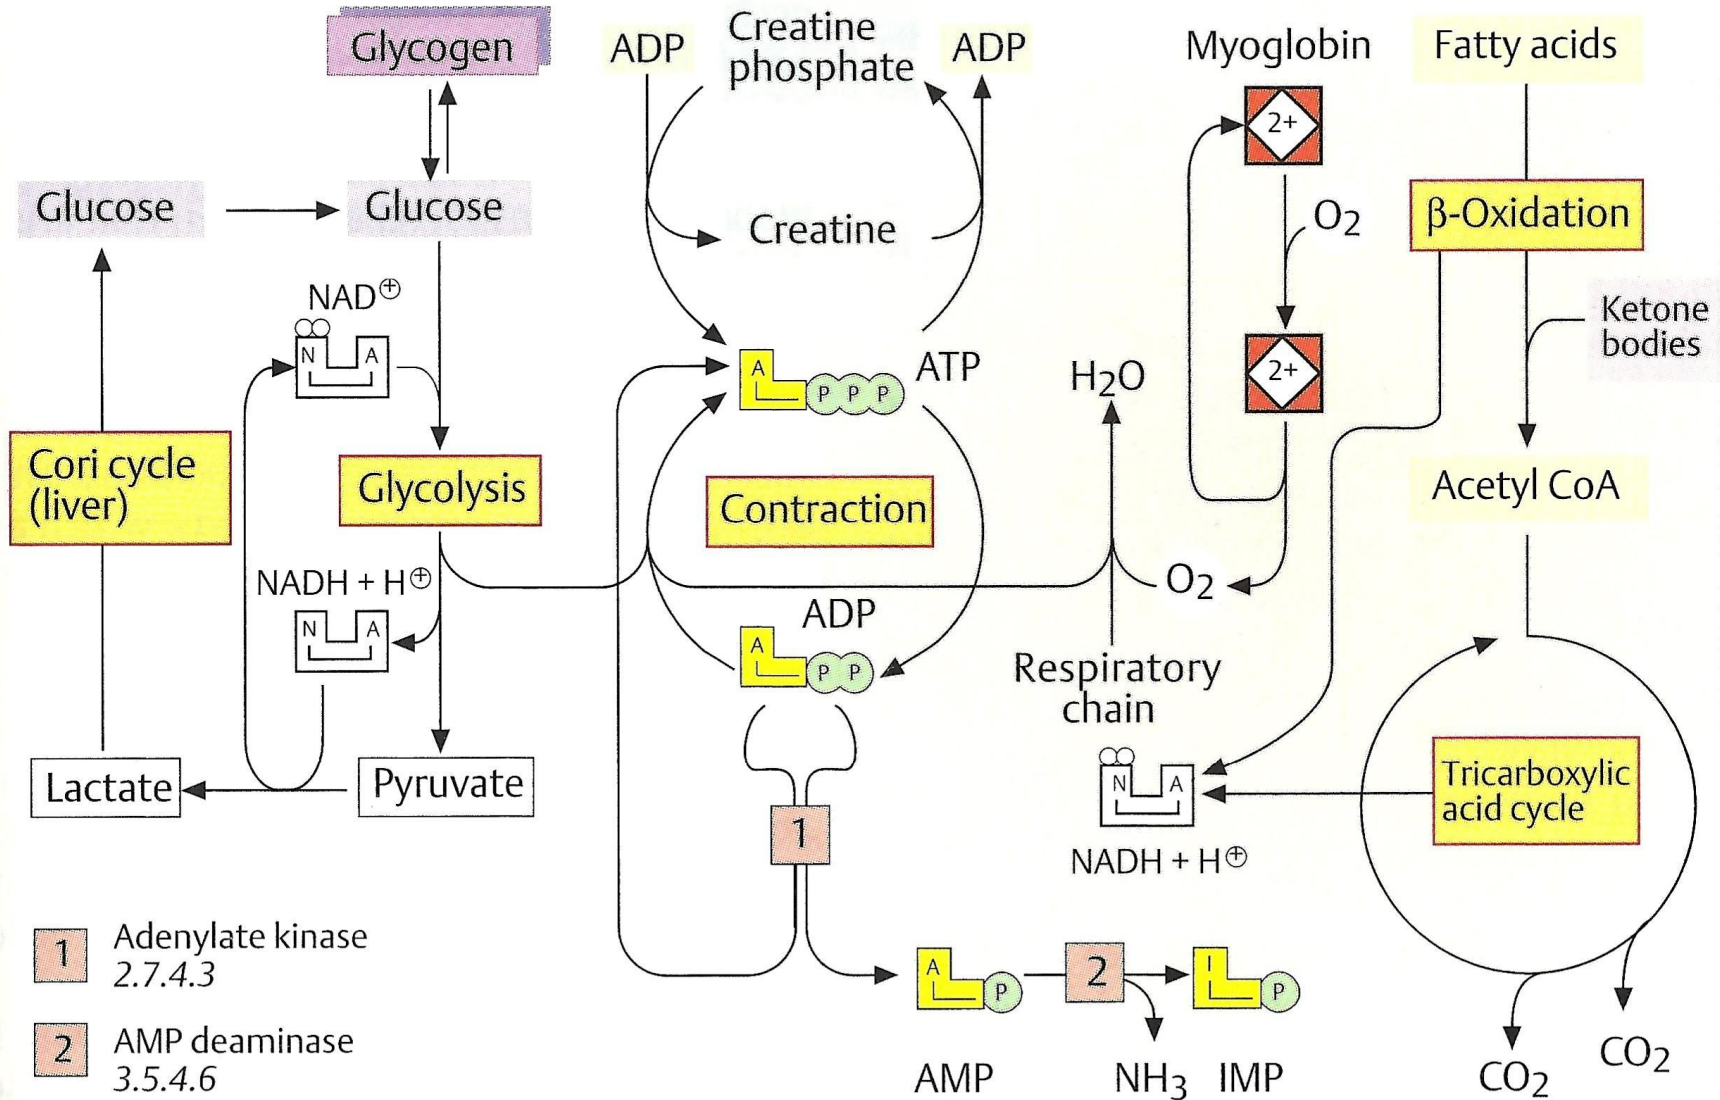 Glycogen
ADP
Creatine
phosphate
ADP
Myoglobin
Fatty acids
2+
Glucose
Glucose
Creatine
O2
β-Oxidation
NAD⊕
N A
Ketone
bodies
A
P P P
ATP
H2O
2+
Cori cycle
(liver)
Glycolysis
Contraction
Acetyl CoA
NADH + H⊕
N A
ADP
A
P P
O2
Respiratory
chain
Lactate
Pyruvate
N A
NADH + H⊕
Tricarboxylic
acid cycle
1
1 Adenylate kinase
2.7.4.3
2 AMP deaminase
3.5.4.6
A
P
2
I
P
AMP
NH3
IMP
CO2
CO2